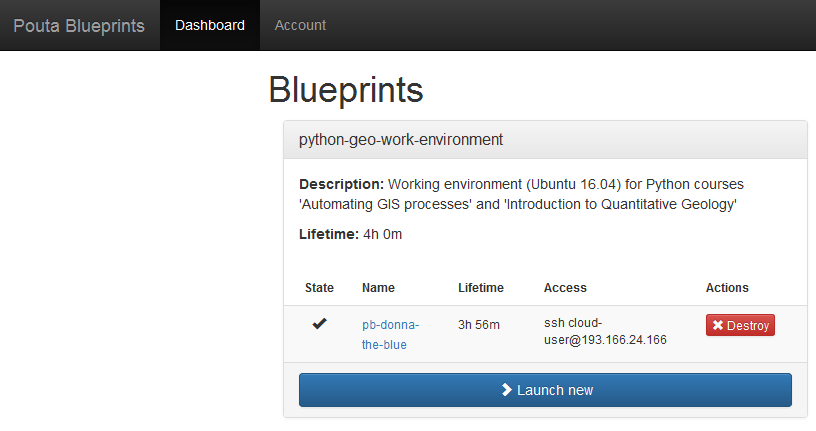 Pouta Blueprints Dashboard Account
Blueprints
python-geo-work-environment
Description: Working environment (Ubuntu 16.04) for Python courses
'Automating GIS processes' and 'Introduction to Quantitative Geology'
Lifetime: 4h 0m
State Name Lifetime Access Actions
pb-donna-
the-blue
3h 56m
ssh cloud-
user@193.166.24.166
Destroy
Launch new